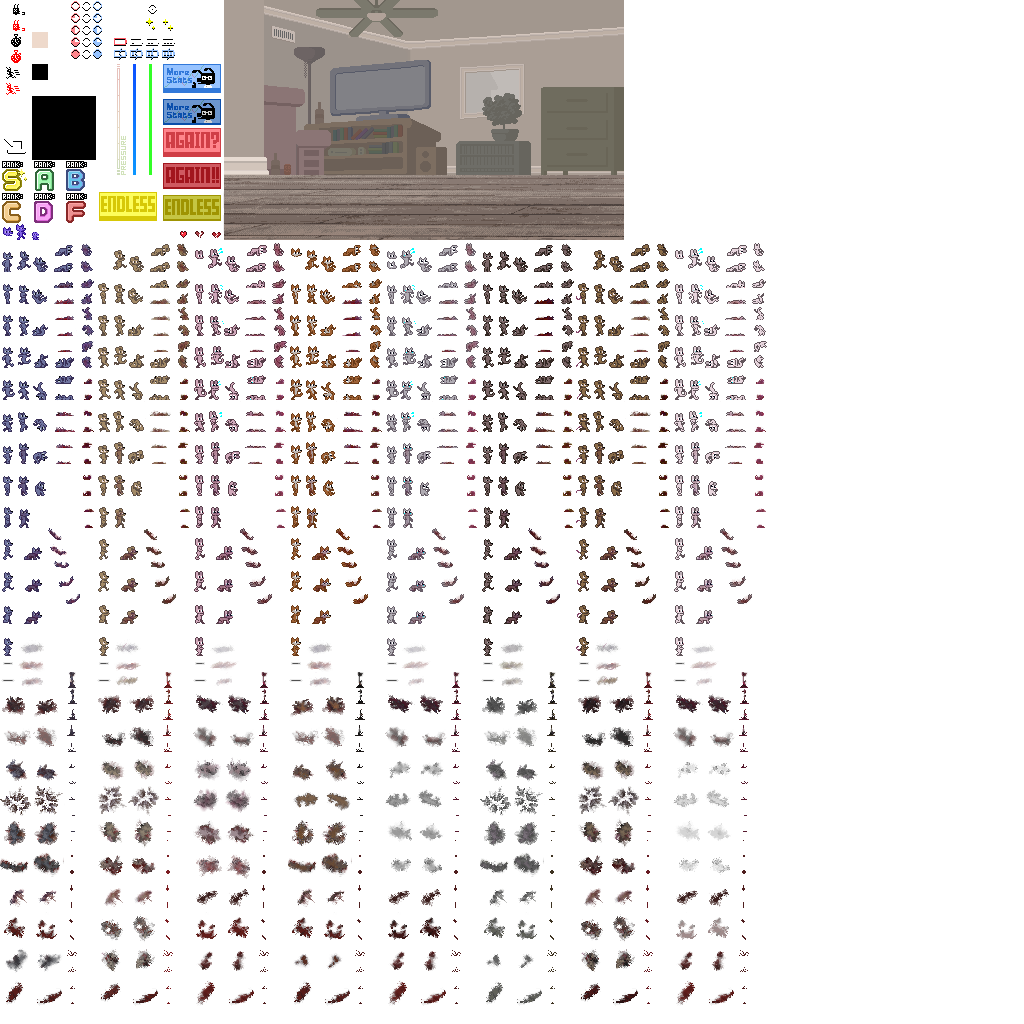 More
Stats
More
Stats
PRESSURE
AGAIN?
AGAIN!!
RANK:
RANK:
RANK:
S
A
B
RANK:
RANK:
RANK:
C
D
F
ENDLESS
ENDLESS